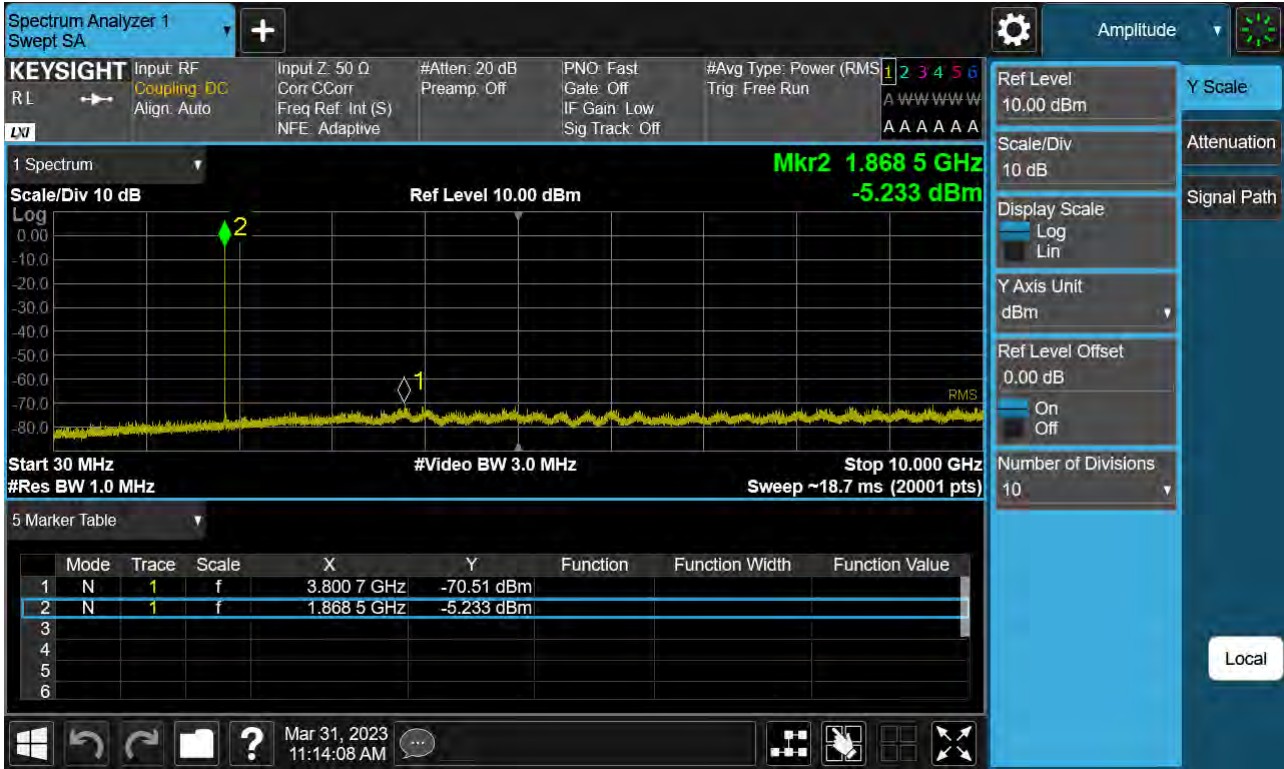 Spectrum Analyzer 1
Swept SA
Amplitude
KEYSIGHT
RL
LXI
Input: RF
Coupling: DC
Align: Auto
Input Z: 50 Ω
Corr CCorr
Freq Ref: Int (S)
NFE: Adaptive
#Atten: 20 dB
Preamp: Off
PNO: Fast
Gate: Off
IF Gain: Low
Sig Track: Off
#Avg Type: Power (RMS
Trig: Free Run
1 2 3 4 5 6
A W W W W W
A A A A A A
1 Spectrum
Scale/Div 10 dB
Ref Level 10.00 dBm
Mkr2 1.868 5 GHz
-5.233 dBm
Log
0.00
-10.0
-20.0
-30.0
-40.0
-50.0
-60.0
-70.0
-80.0
2
1
RMS
Start 30 MHz
#Video BW 3.0 MHz
Stop 10.000 GHz
#Res BW 1.0 MHz
Sweep ~18.7 ms (20001 pts)
5 Marker Table
Mode Trace Scale X Y Function Function Width Function Value
1 N 1 f 3.800 7 GHz -70.51 dBm
2 N 1 f 1.868 5 GHz -5.233 dBm
3
4
5
6
Ref Level
10.00 dBm
Scale/Div
10 dB
Display Scale
Log
Lin
Y Axis Unit
dBm
Ref Level Offset
0.00 dB
On
Off
Number of Divisions
10
Y Scale
Attenuation
Signal Path
Local
?
Mar 31, 2023
11:14:08 AM